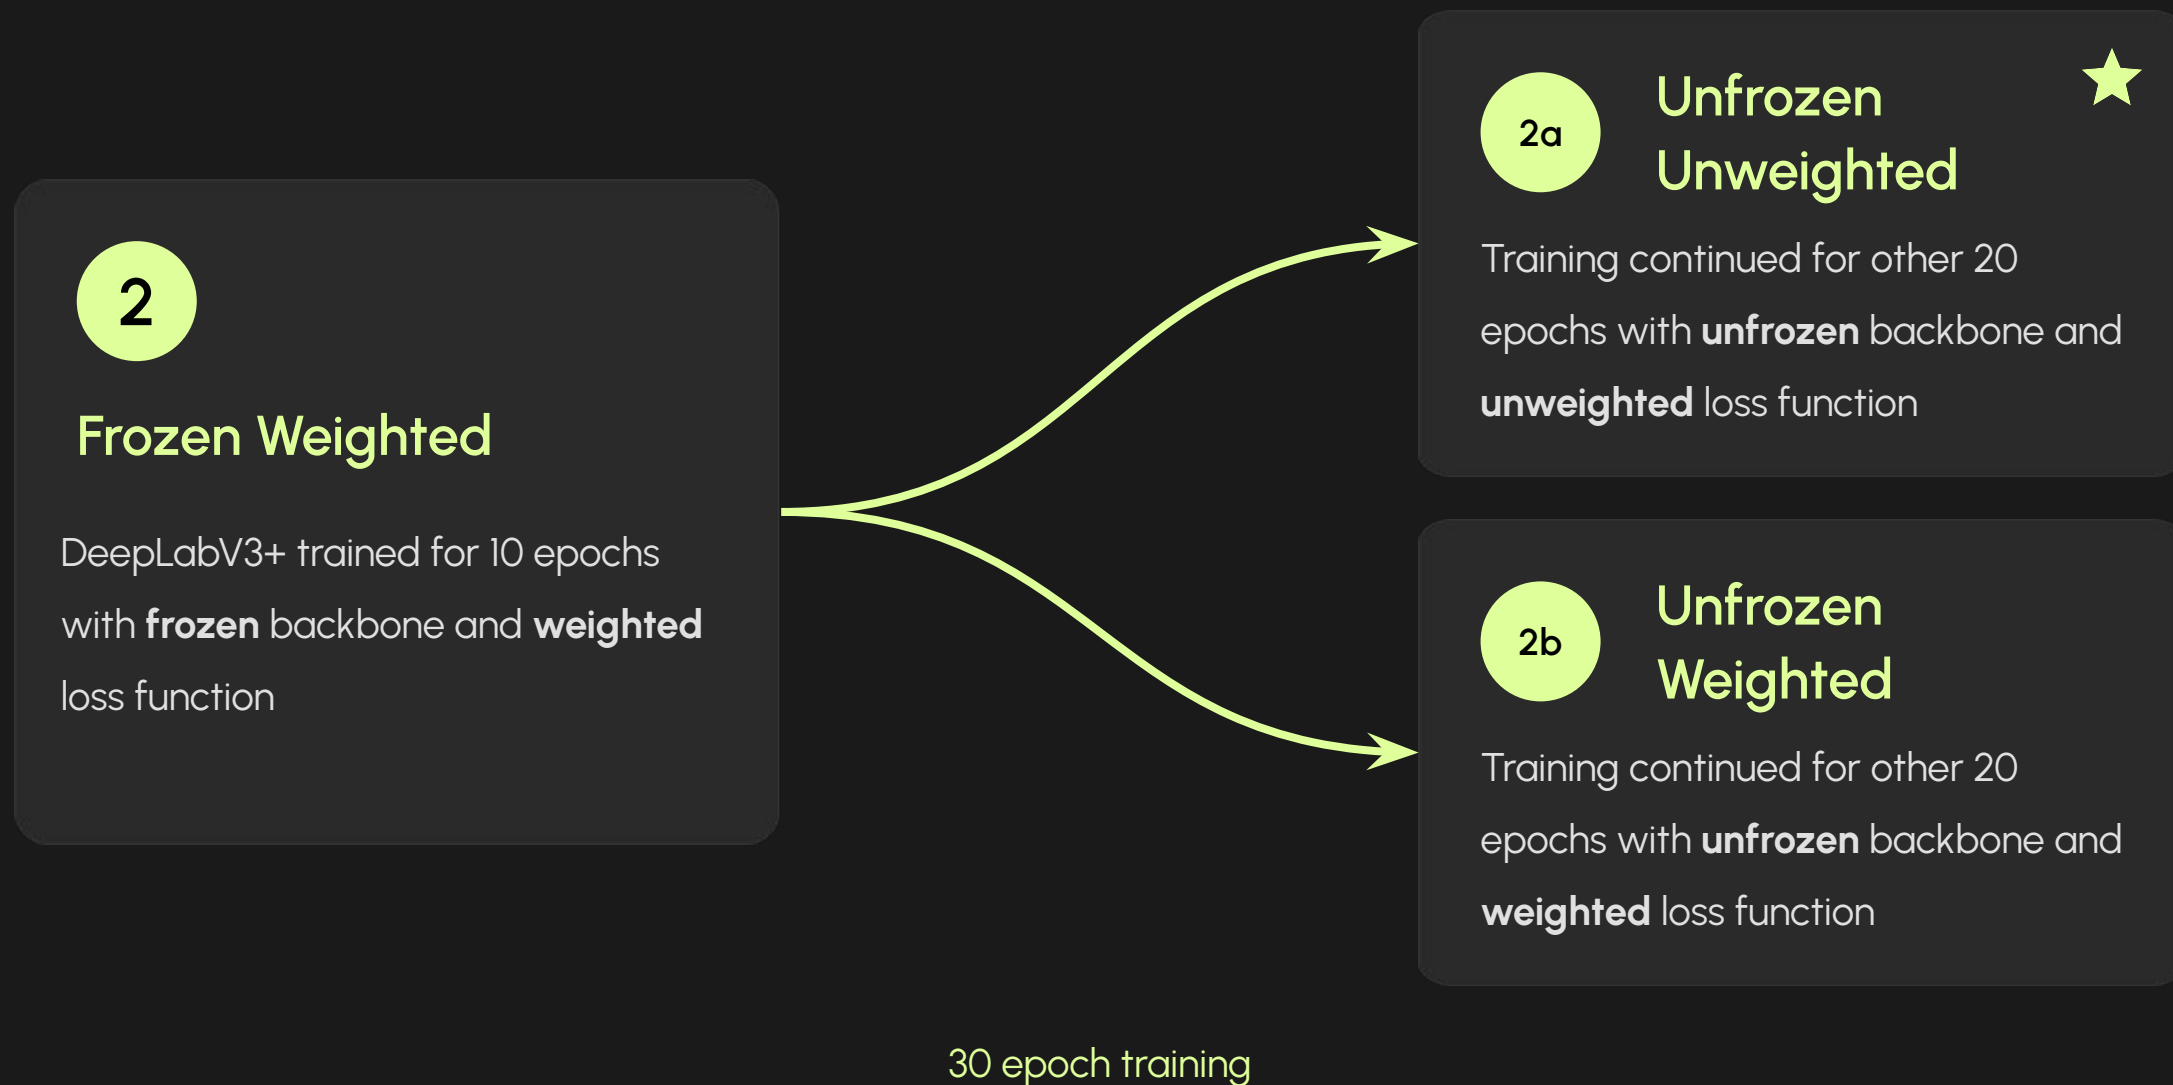 2
Frozen Weighted
DeepLabV3+ trained for 10 epochs
with frozen backbone and weighted
loss function
2a
Unfrozen
Unweighted
Training continued for other 20
epochs with unfrozen backbone and
unweighted loss function
2b
Unfrozen
Weighted
Training continued for other 20
epochs with unfrozen backbone and
weighted loss function
30 epoch training